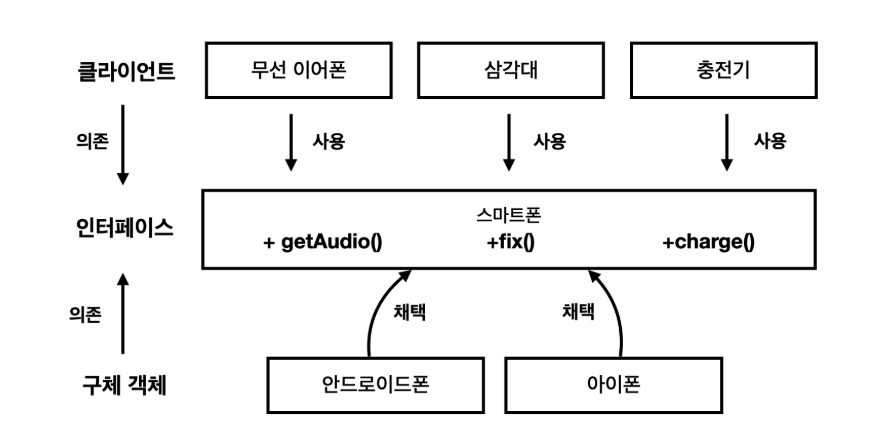 클라이언트
무선 이어폰
삼각대
충전기
의존
사용
사용
사용
인터페이스
스마트폰
+ getAudio()
+fix()
+charge()
의존
채택
채택
구체 객체
안드로이드폰
아이폰